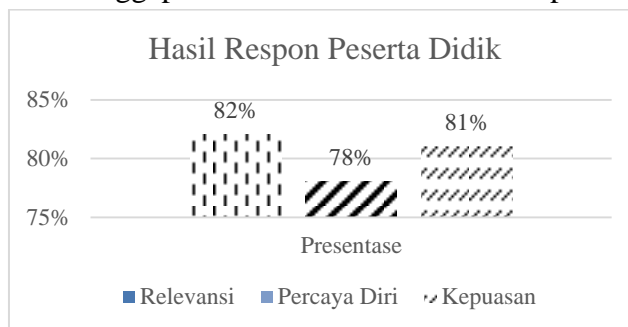 Hasil Respon Peserta Didik
85%
82%
81%
80%
78%
75%
Presentase
Relevansi Percaya Diri Kepuasan